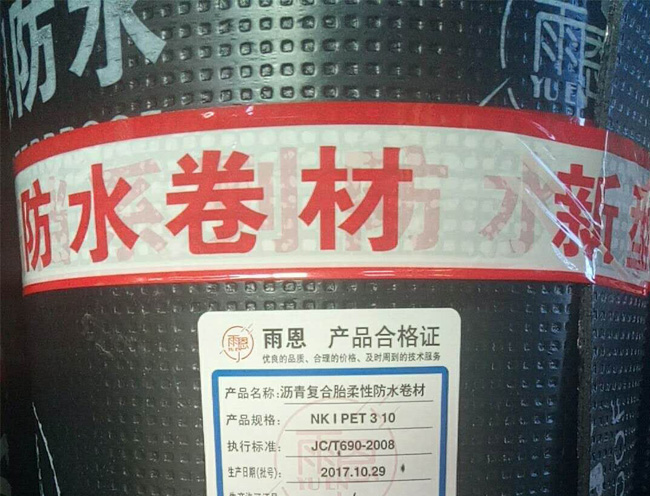 防水
雨恩
YUEN
防水卷材 新型
雨恩 产品合格证
优良的品质、合理的价格、及时周到的技术服务
产品名称: 沥青复合胎柔性防水卷材
产品规格: NK I PET 3 10
执行标准: JC/T690-2008
生产日期(批号): 2017.10.29